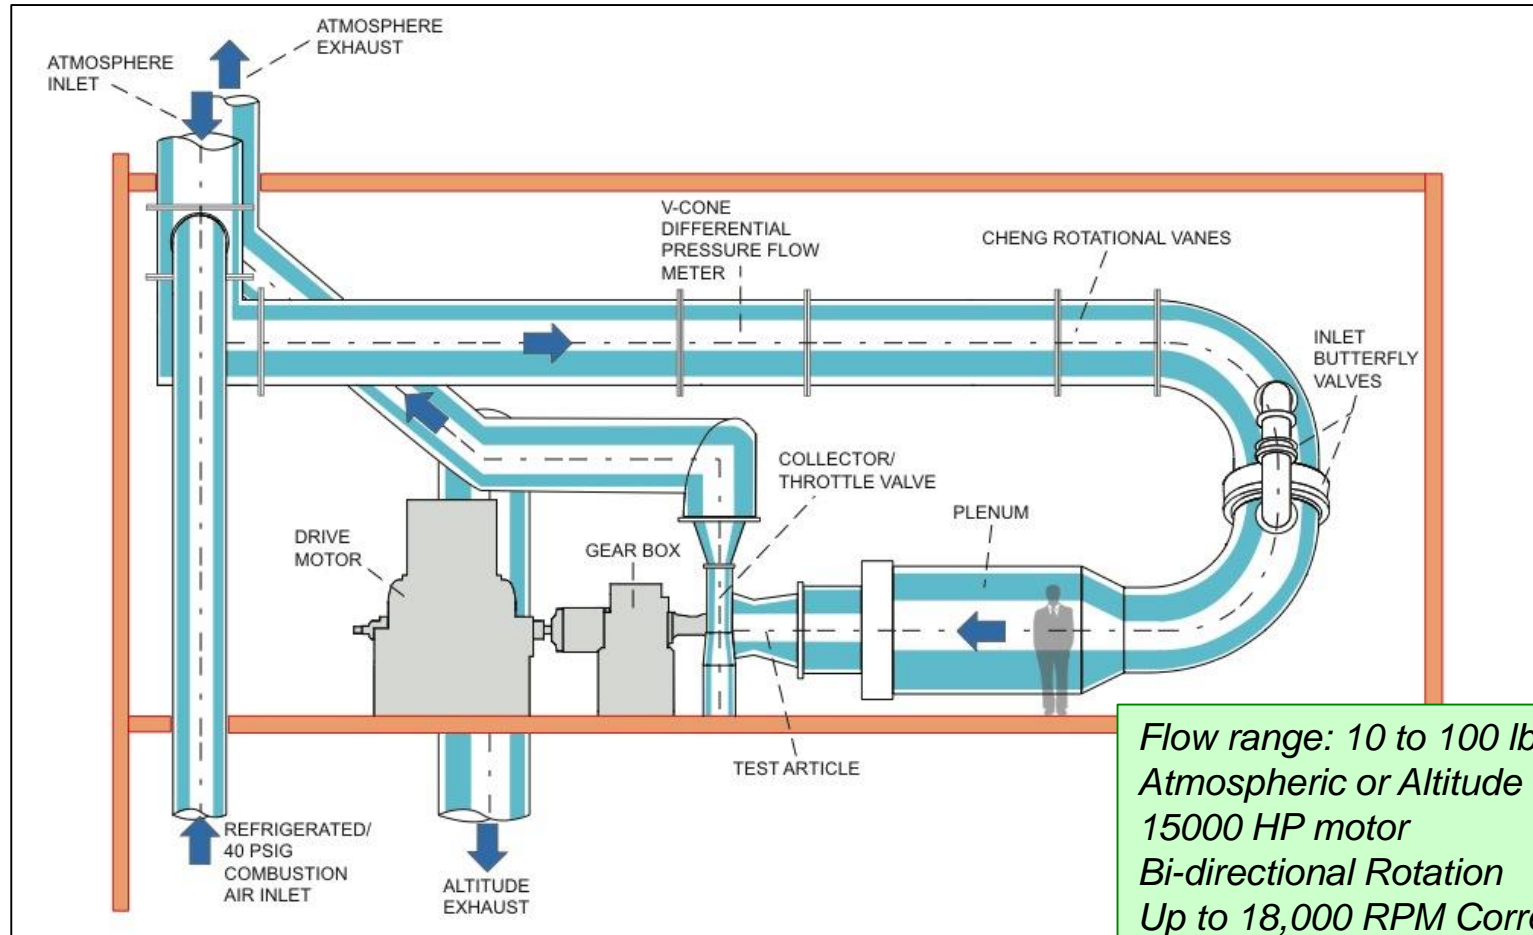 ATMOSPHERE
EXHAUST
ATMOSPHERE
INLET
V-CONE
DIFFERENTIAL
PRESSURE FLOW
METER
CHENG ROTATIONAL VANES
INLET
BUTTERFLY
VALVES
COLLECTOR/
THROTTLE VALVE
PLENUM
DRIVE
MOTOR
GEAR BOX
TEST ARTICLE
REFRIGERATED/
40 PSIG
COMBUSTION
AIR INLET
ALTITUDE
EXHAUST
Flow range: 10 to 100 lb
Atmospheric or Altitude
15000 HP motor
Bi-directional Rotation
Up to 18,000 RPM